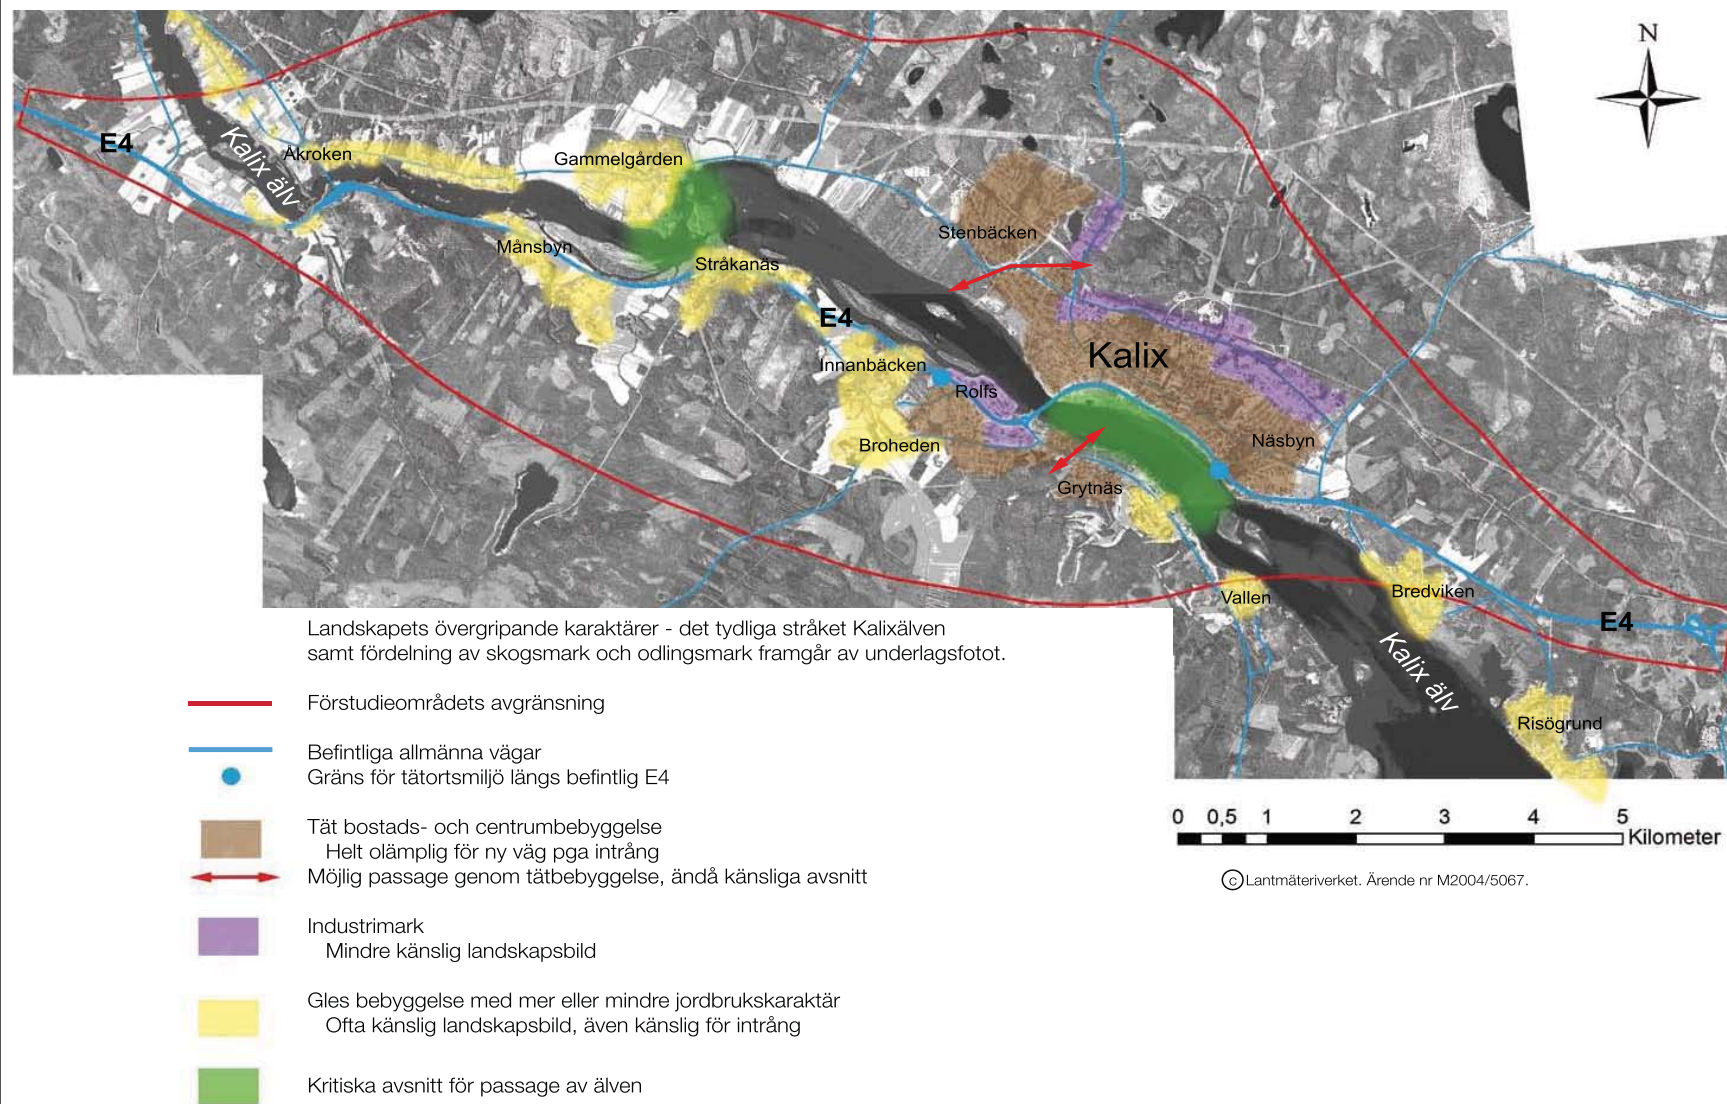 N
E4
Kalix älv
Åkroken
Gammelgården
Månsbyn
Stråkanäs
Stenbäcken
E4
Kalix
Innanbäcken
Rolfs
Broheden
Näsbyn
Grytnäs
Vallen
Bredviken
E4
Kalix älv
Risögrund
Landskapets övergripande karaktärer - det tydliga stråket Kalixälven
samt fördelning av skogsmark och odlingsmark framgår av underlagsfotot.
Förstudieområdets avgränsning
Befintliga allmänna vägar
Gräns för tätortsmiljö längs befintlig E4
Tät bostads- och centrumbebyggelse
Helt olämplig för ny väg pga intrång
Möjlig passage genom tätbebyggelse, ändå känsliga avsnitt
Industrimark
Mindre känslig landskapsbild
Gles bebyggelse med mer eller mindre jordbrukskaraktär
Ofta känslig landskapsbild, även känslig för intrång
Kritiska avsnitt för passage av älven
0 0,5 1 2 3 4 5
Kilometer
© Lantmäteriverket. Ärende nr M2004/5067.